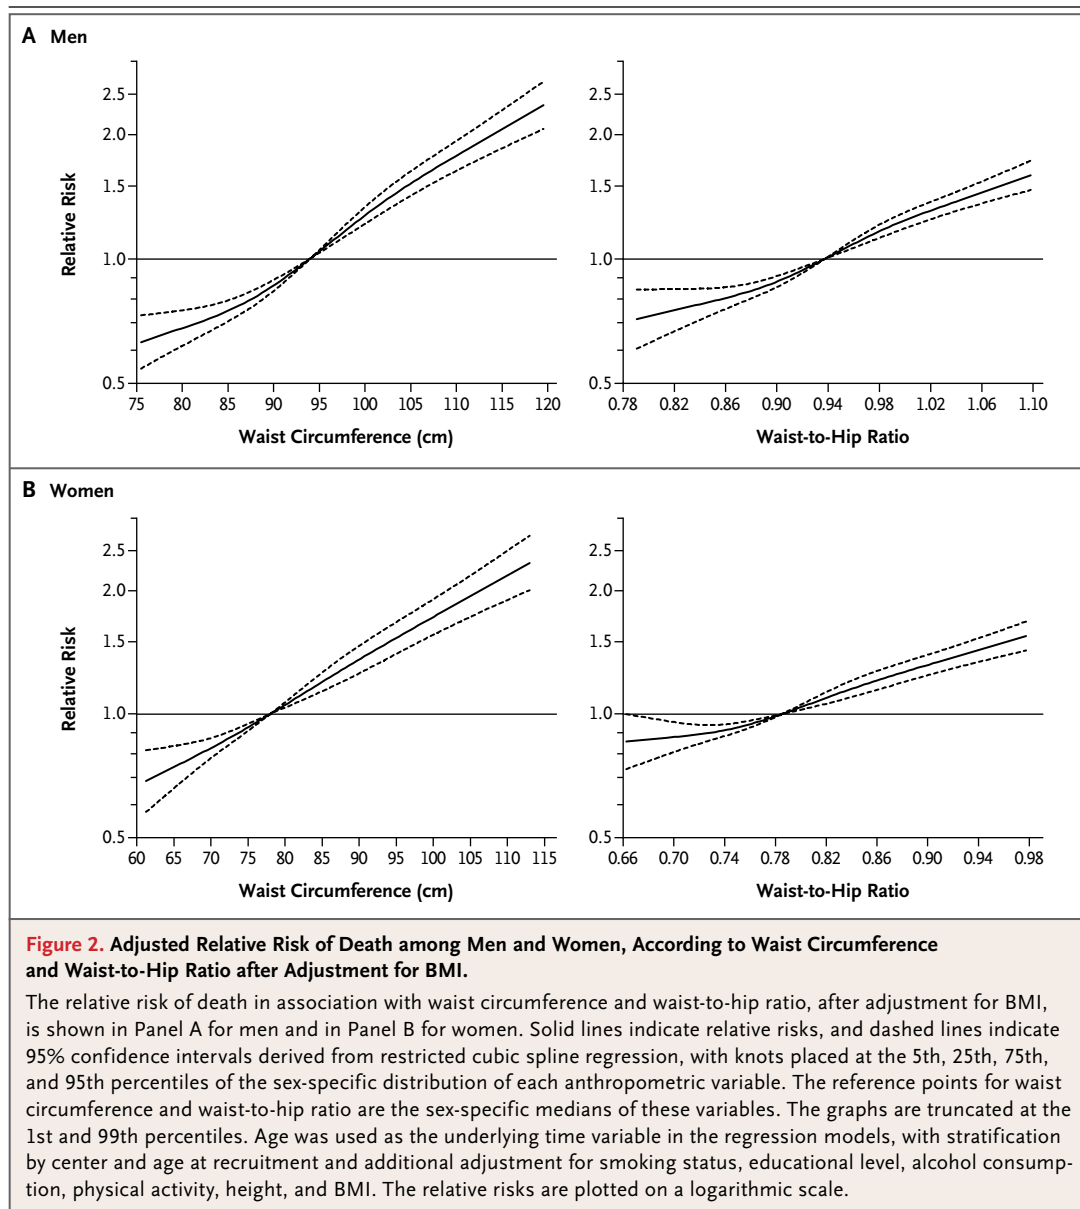 A Men
Relative Risk
2.5
2.0
1.5
1.0
0.5
75 80 85 90 95 100 105 110 115 120
Waist Circumference (cm)
2.5
2.0
1.5
1.0
0.5
0.78 0.82 0.86 0.90 0.94 0.98 1.02 1.06 1.10
Waist-to-Hip Ratio
B Women
Relative Risk
2.5
2.0
1.5
1.0
0.5
60 65 70 75 80 85 90 95 100 105 110 115
Waist Circumference (cm)
2.5
2.0
1.5
1.0
0.5
0.66 0.70 0.74 0.78 0.82 0.86 0.90 0.94 0.98
Waist-to-Hip Ratio
Figure 2. Adjusted Relative Risk of Death among Men and Women, According to Waist Circumference
and Waist-to-Hip Ratio after Adjustment for BMI.
The relative risk of death in association with waist circumference and waist-to-hip ratio, after adjustment for BMI,
is shown in Panel A for men and in Panel B for women. Solid lines indicate relative risks, and dashed lines indicate
95% confidence intervals derived from restricted cubic spline regression, with knots placed at the 5th, 25th, 75th,
and 95th percentiles of the sex-specific distribution of each anthropometric variable. The reference points for waist
circumference and waist-to-hip ratio are the sex-specific medians of these variables. The graphs are truncated at the
1st and 99th percentiles. Age was used as the underlying time variable in the regression models, with stratification
by center and age at recruitment and additional adjustment for smoking status, educational level, alcohol consump-
tion, physical activity, height, and BMI. The relative risks are plotted on a logarithmic scale.